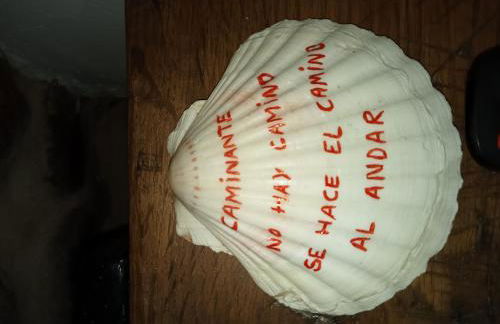 CAMINANTE
NO HAY CAMINO
SE HACE EL CAMINO
AL ANDAR